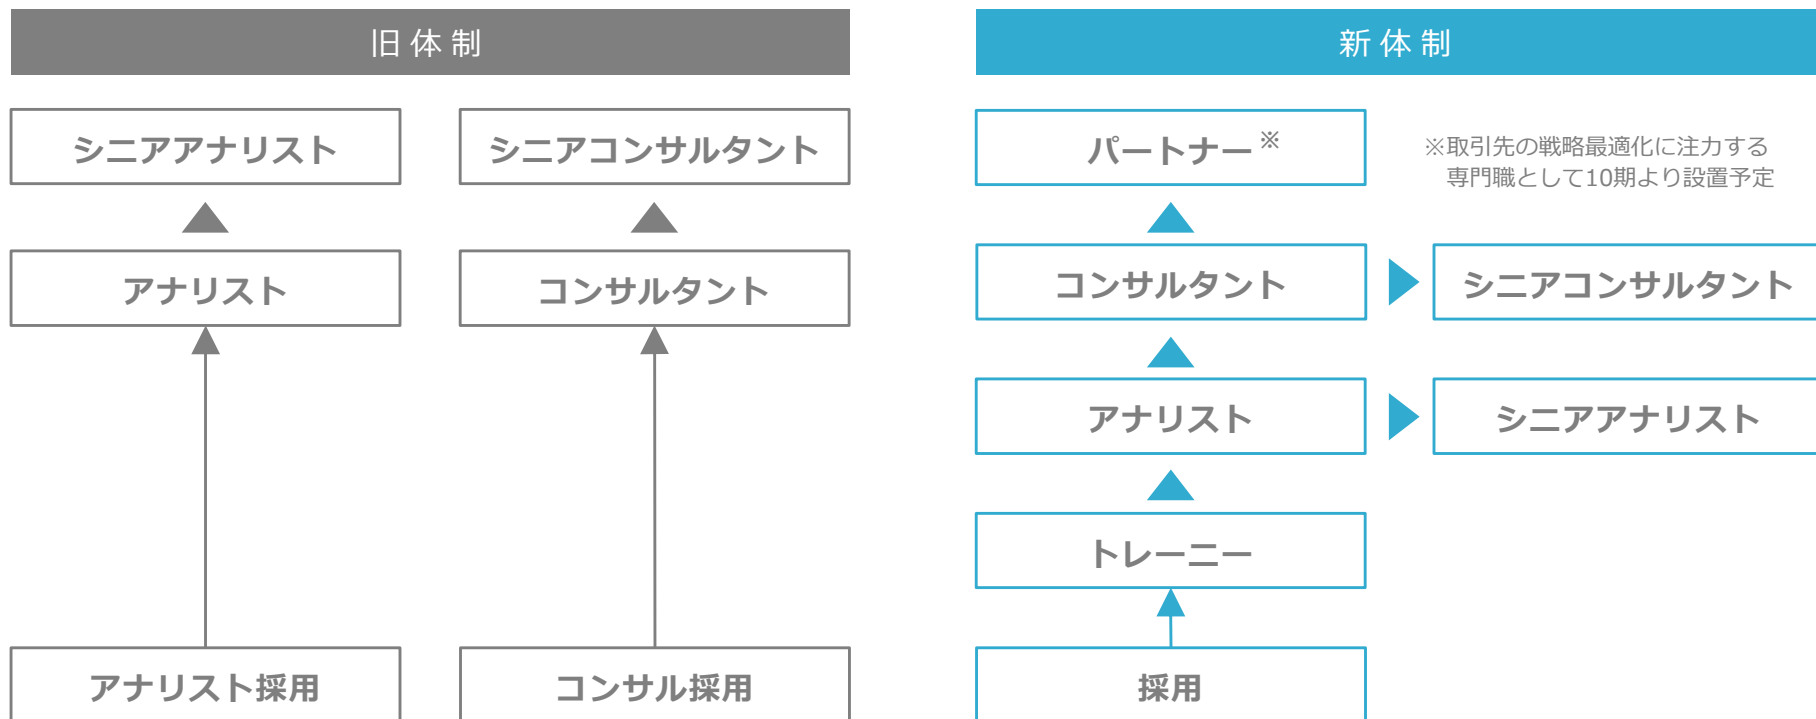 旧体制
シニアアナリスト
シニアコンサルタント
アナリスト
コンサルタント
アナリスト採用
コンサル採用
新体制
パートナー※
※取引先の戦略最適化に注力する
専門職として10期より設置予定
コンサルタント
シニアコンサルタント
アナリスト
シニアアナリスト
トレーニー
採用